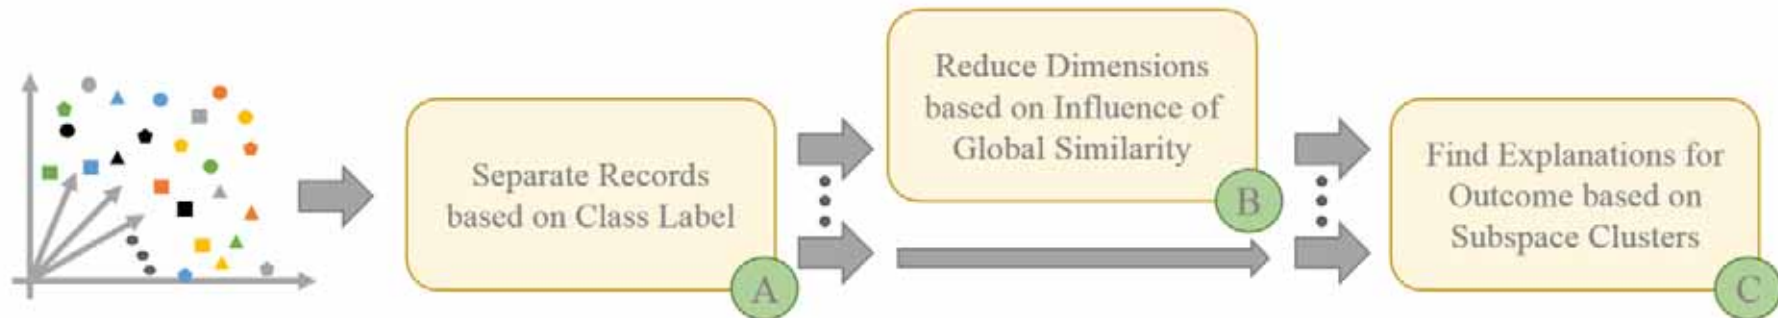 Separate Records
based on Class Label
A
Reduce Dimensions
based on Influence of
Global Similarity
B
Find Explanations for
Outcome based on
Subspace Clusters
C